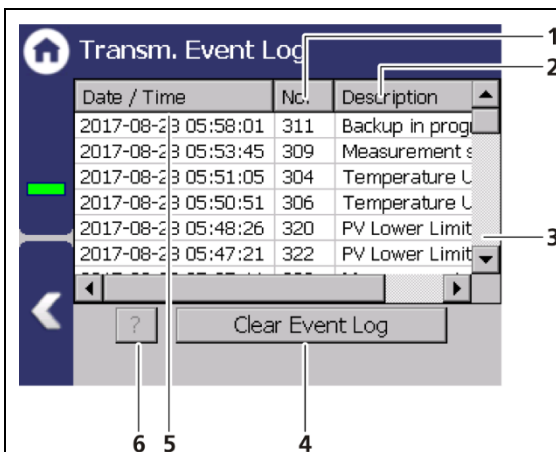 1
Transm. Event Log
2
Date / Time No. Description
2017-08-23 05:58:01 311 Backup in progr
2017-08-23 05:53:45 309 Measurement s
2017-08-23 05:51:05 304 Temperature U
2017-08-23 05:50:51 306 Temperature U
2017-08-23 05:48:26 320 PV Lower Limit
3
2017-08-23 05:47:21 322 PV Lower Limit
? Clear Event Log
6 5 4